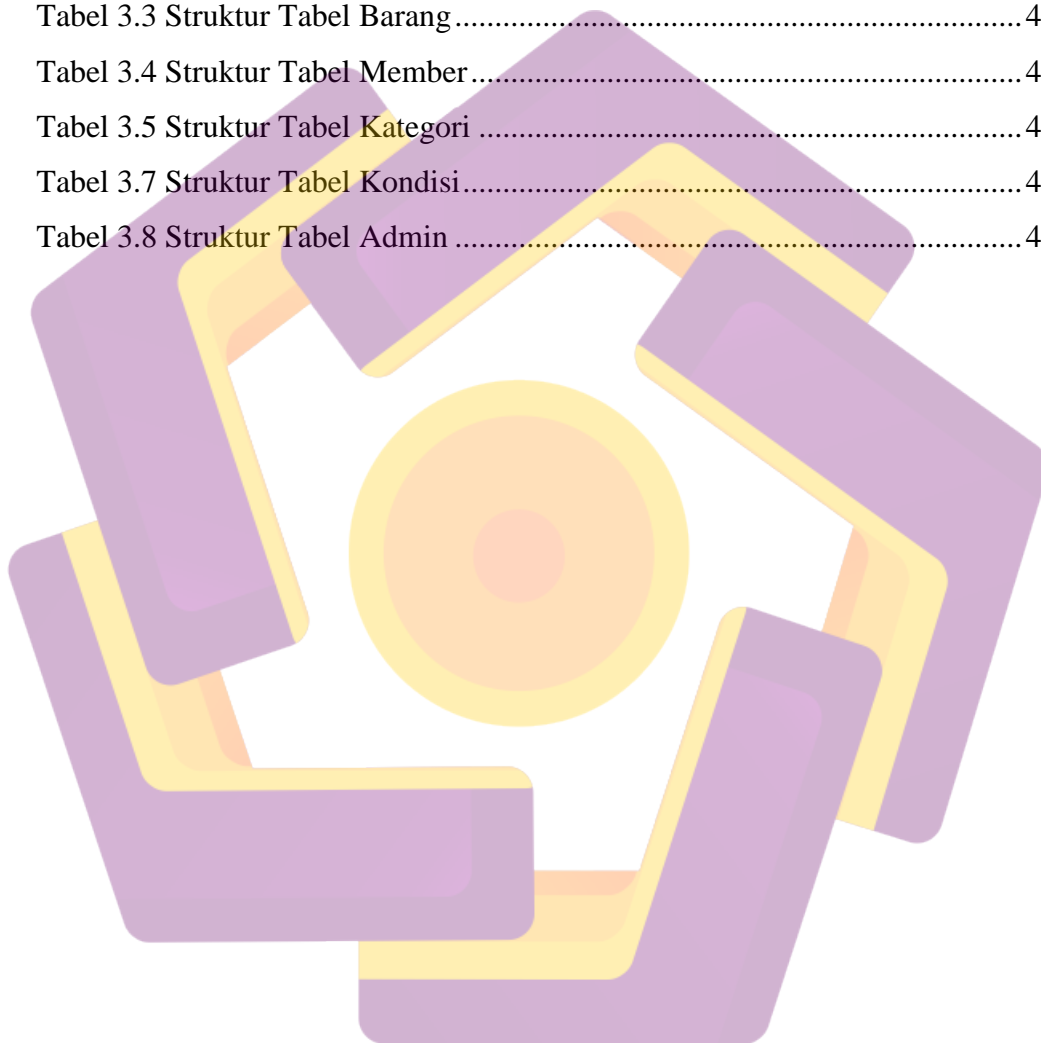 Tabel 3.3 Struktur Tabel Barang........................................................................................4
Tabel 3.4 Struktur Tabel Member......................................................................................4
Tabel 3.5 Struktur Tabel Kategori .....................................................................................4
Tabel 3.7 Struktur Tabel Kondisi.......................................................................................4
Tabel 3.8 Struktur Tabel Admin ........................................................................................4